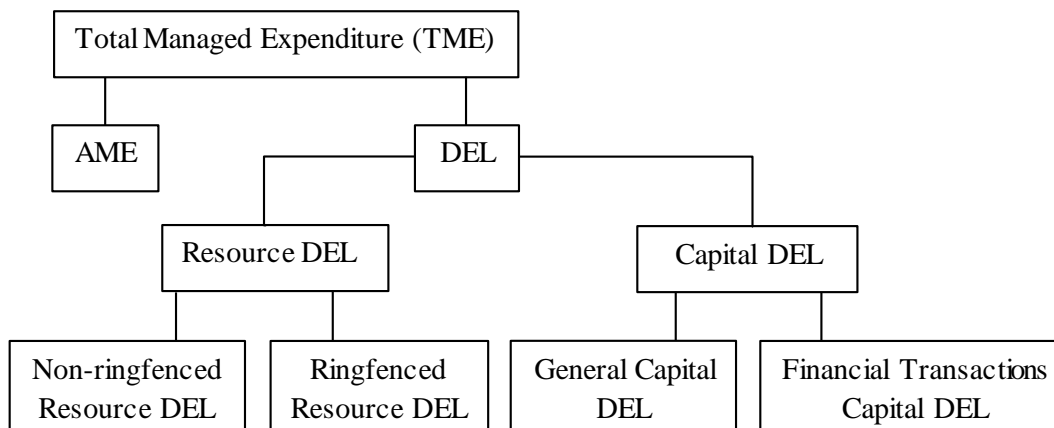 Total Managed Expenditure (TME)
AME
DEL
Resource DEL
Capital DEL
Non-ringfenced
Resource DEL
Ringfenced
Resource DEL
General Capital
DEL
Financial Transactions
Capital DEL